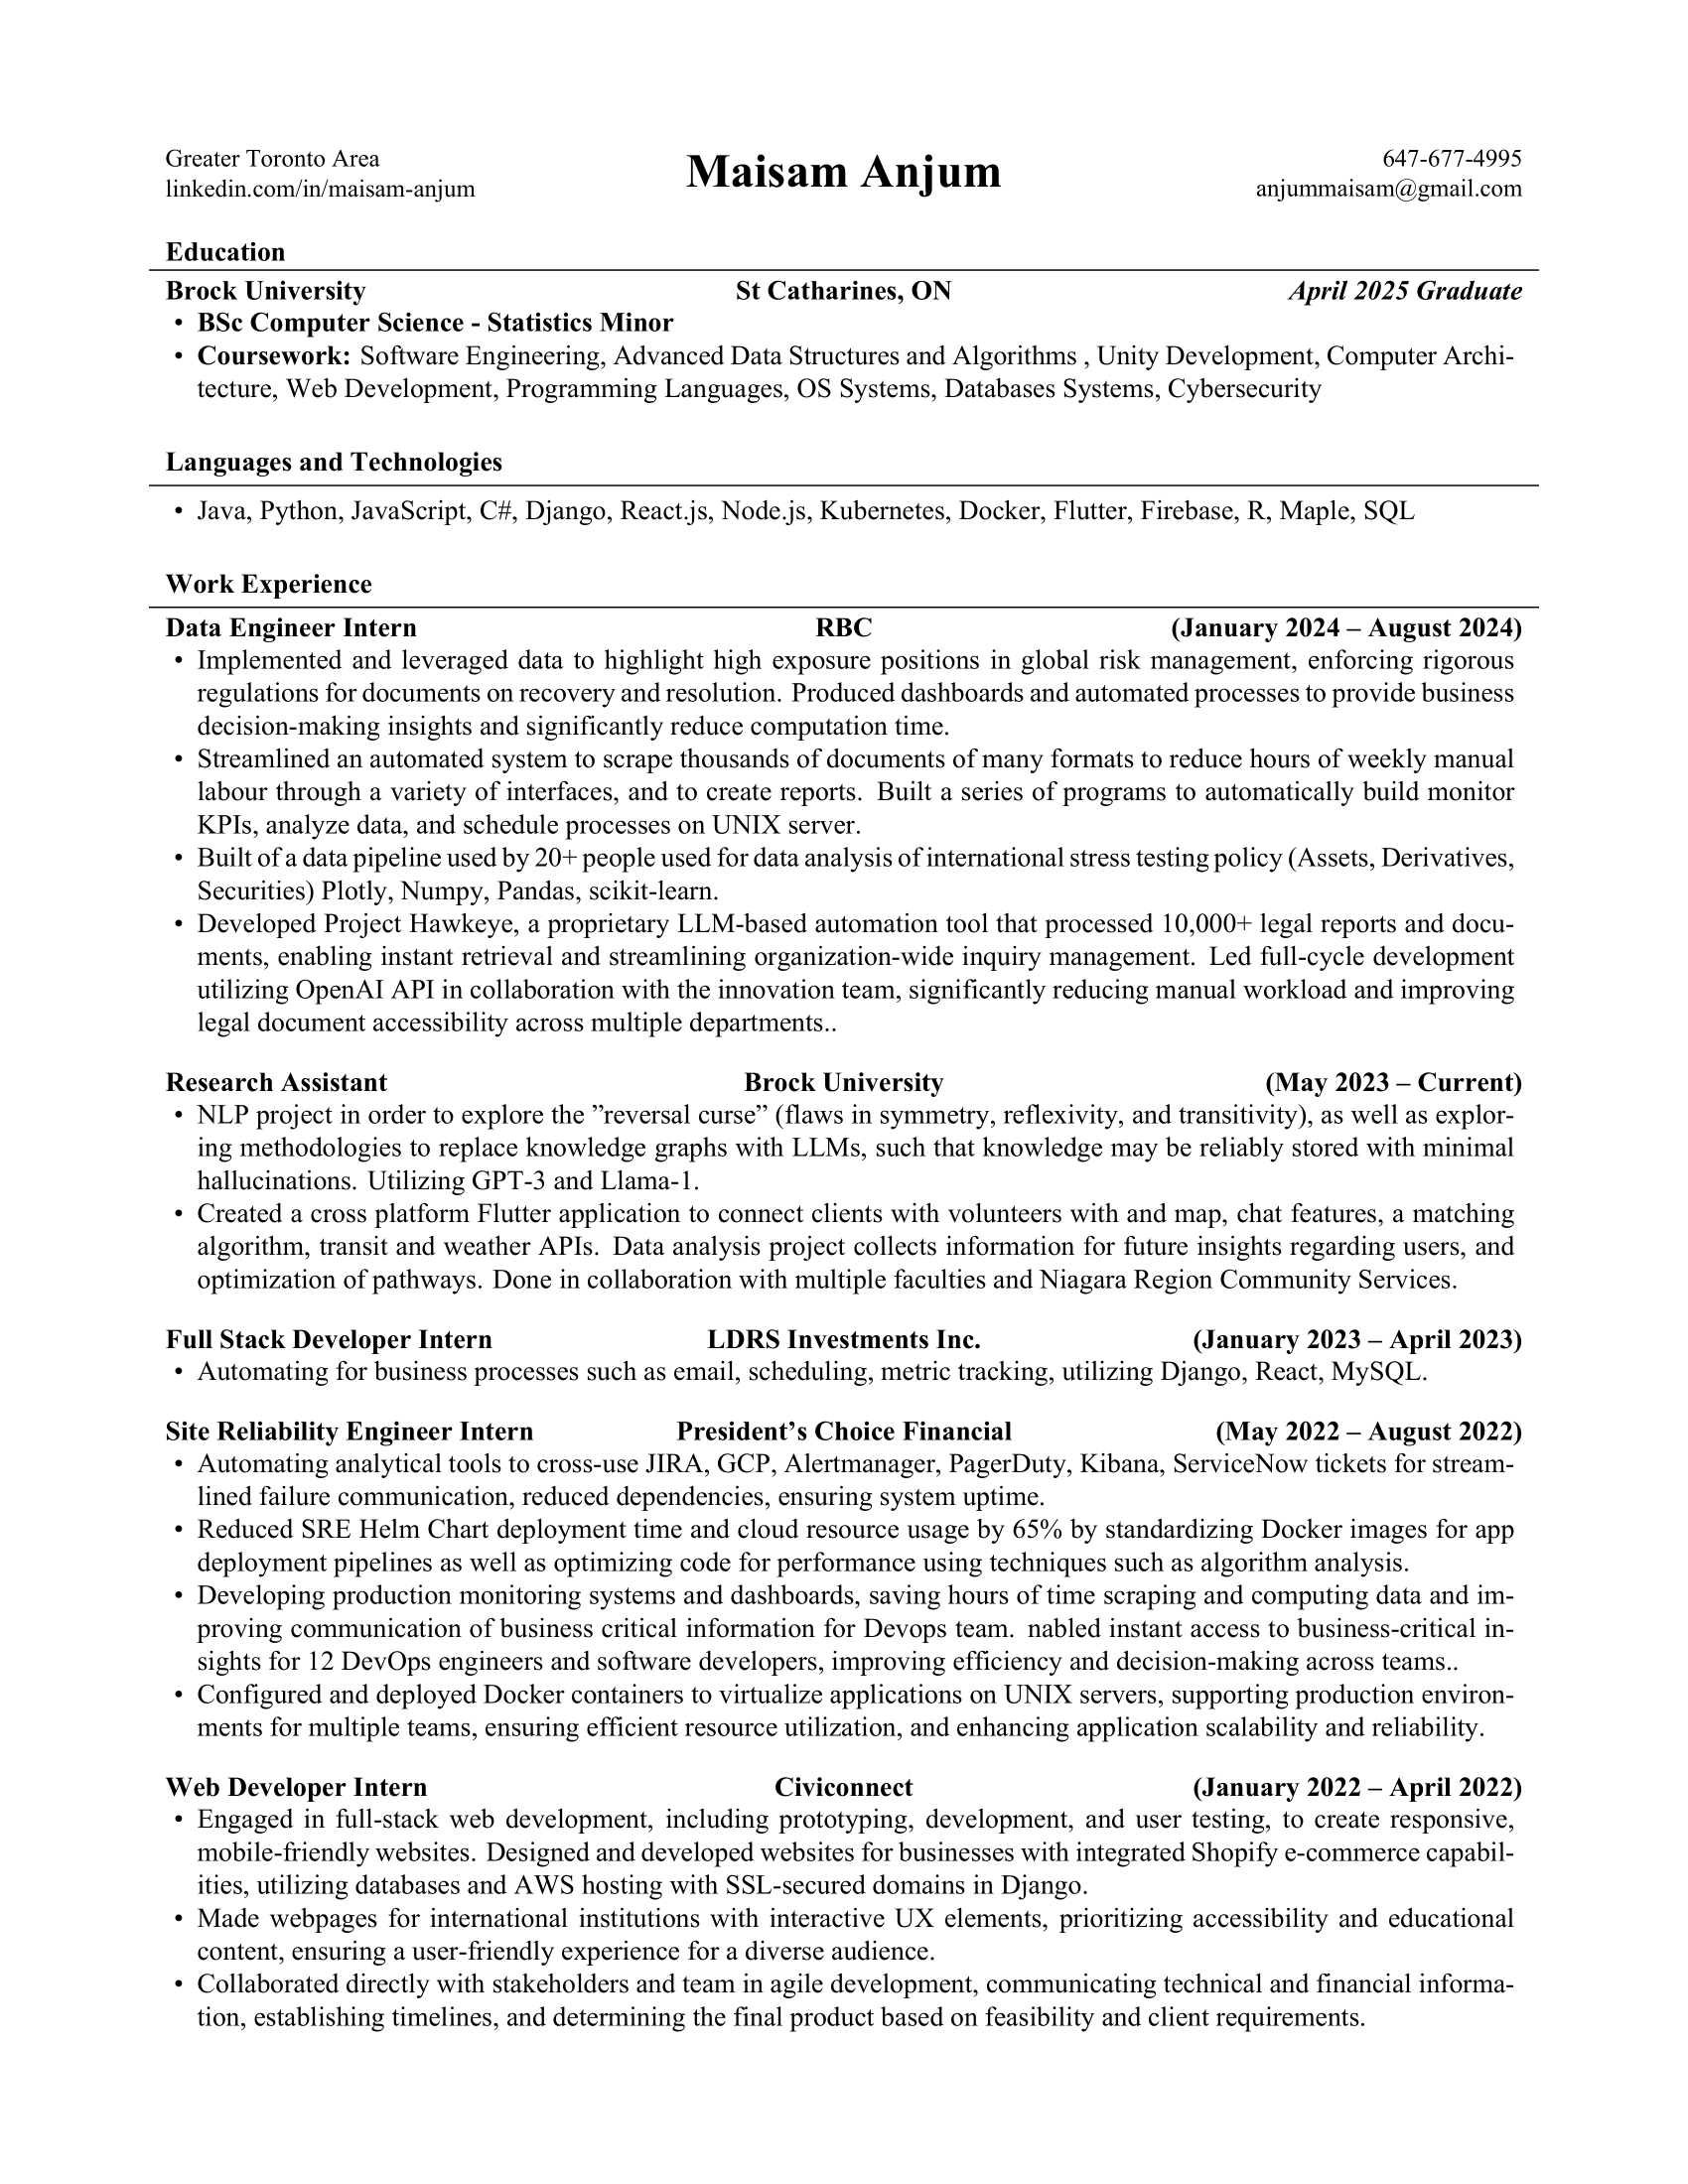 Greater Toronto Area
linkedin.com/in/maisam-anjum
Maisam Anjum
647-677-4995
anjummaisam@gmail.com
Education
Brock University St Catharines, ON April 2025 Graduate
• BSc Computer Science - Statistics Minor
• Coursework: Software Engineering, Advanced Data Structures and Algorithms , Unity Development, Computer Archi-
tecture, Web Development, Programming Languages, OS Systems, Databases Systems, Cybersecurity
Languages and Technologies
• Java, Python, JavaScript, C#, Django, React.js, Node.js, Kubernetes, Docker, Flutter, Firebase, R, Maple, SQL
Work Experience
Data Engineer Intern RBC (January 2024 – August 2024)
• Implemented and leveraged data to highlight high exposure positions in global risk management, enforcing rigorous
regulations for documents on recovery and resolution. Produced dashboards and automated processes to provide business
decision-making insights and significantly reduce computation time.
• Streamlined an automated system to scrape thousands of documents of many formats to reduce hours of weekly manual
labour through a variety of interfaces, and to create reports. Built a series of programs to automatically build monitor
KPIs, analyze data, and schedule processes on UNIX server.
• Built of a data pipeline used by 20+ people used for data analysis of international stress testing policy (Assets, Derivatives,
Securities) Plotly, Numpy, Pandas, scikit-learn.
• Developed Project Hawkeye, a proprietary LLM-based automation tool that processed 10,000+ legal reports and docu-
ments, enabling instant retrieval and streamlining organization-wide inquiry management. Led full-cycle development
utilizing OpenAI API in collaboration with the innovation team, significantly reducing manual workload and improving
legal document accessibility across multiple departments..
Research Assistant Brock University (May 2023 – Current)
• NLP project in order to explore the ”reversal curse” (flaws in symmetry, reflexivity, and transitivity), as well as explor-
ing methodologies to replace knowledge graphs with LLMs, such that knowledge may be reliably stored with minimal
hallucinations. Utilizing GPT-3 and Llama-1.
• Created a cross platform Flutter application to connect clients with volunteers with and map, chat features, a matching
algorithm, transit and weather APIs. Data analysis project collects information for future insights regarding users, and
optimization of pathways. Done in collaboration with multiple faculties and Niagara Region Community Services.
Full Stack Developer Intern LDRS Investments Inc. (January 2023 – April 2023)
• Automating for business processes such as email, scheduling, metric tracking, utilizing Django, React, MySQL.
Site Reliability Engineer Intern President’s Choice Financial (May 2022 – August 2022)
• Automating analytical tools to cross-use JIRA, GCP, Alertmanager, PagerDuty, Kibana, ServiceNow tickets for stream-
lined failure communication, reduced dependencies, ensuring system uptime.
• Reduced SRE Helm Chart deployment time and cloud resource usage by 65% by standardizing Docker images for app
deployment pipelines as well as optimizing code for performance using techniques such as algorithm analysis.
• Developing production monitoring systems and dashboards, saving hours of time scraping and computing data and im-
proving communication of business critical information for Devops team. nabled instant access to business-critical in-
sights for 12 DevOps engineers and software developers, improving efficiency and decision-making across teams..
• Configured and deployed Docker containers to virtualize applications on UNIX servers, supporting production environ-
ments for multiple teams, ensuring efficient resource utilization, and enhancing application scalability and reliability.
Web Developer Intern Civiconnect (January 2022 – April 2022)
• Engaged in full-stack web development, including prototyping, development, and user testing, to create responsive,
mobile-friendly websites. Designed and developed websites for businesses with integrated Shopify e-commerce capabil-
ities, utilizing databases and AWS hosting with SSL-secured domains in Django.
• Made webpages for international institutions with interactive UX elements, prioritizing accessibility and educational
content, ensuring a user-friendly experience for a diverse audience.
• Collaborated directly with stakeholders and team in agile development, communicating technical and financial informa-
tion, establishing timelines, and determining the final product based on feasibility and client requirements.